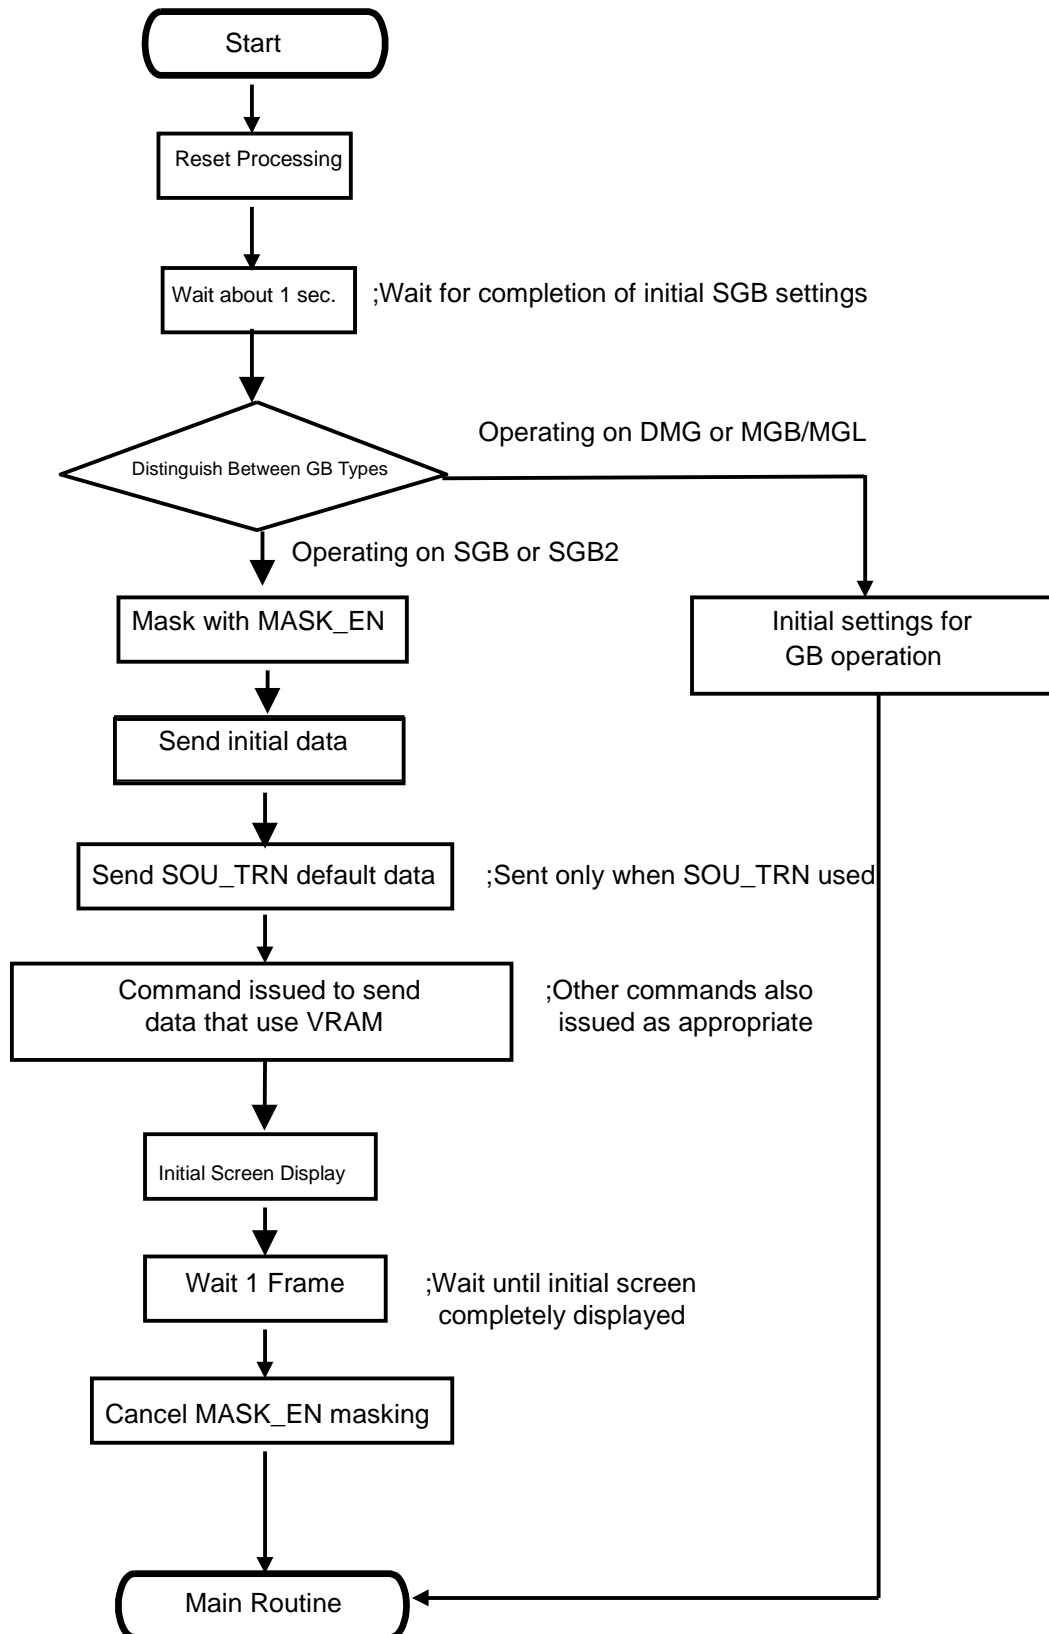 Start
Reset Processing
Wait about 1 sec.
;Wait for completion of initial SGB settings
Operating on DMG or MGB/MGL
Distinguish Between GB Types
Operating on SGB or SGB2
Mask with MASK_EN
Initial settings for
GB operation
Send initial data
Send SOU_TRN default data
;Sent only when SOU_TRN used
Command issued to send
data that use VRAM
;Other commands also
issued as appropriate
Initial Screen Display
Wait 1 Frame
;Wait until initial screen
completely displayed
Cancel MASK_EN masking
Main Routine